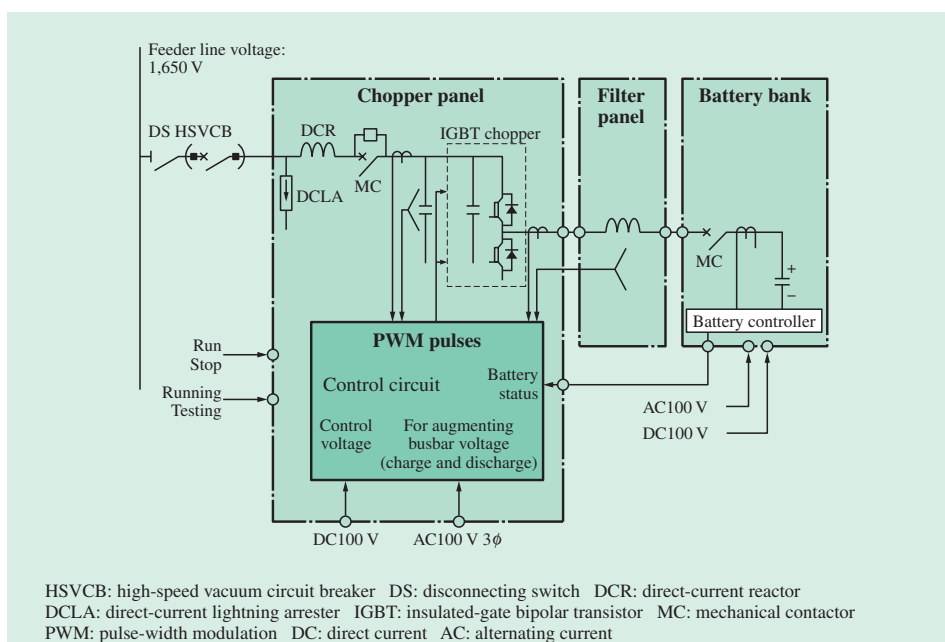 Feeder line voltage:
1,650 V
Chopper panel
Filter
panel
Battery bank
DS HSVCB
DCR
IGBT chopper
MC
DCLA
MC
+
–
Battery controller
PWM pulses
Run
Stop
Control circuit
Battery
status
Running
Testing
AC100 V
DC100 V
Control
voltage
For augmenting
busbar voltage
(charge and discharge)
DC100 V
AC100 V 3ϕ
HSVCB: high-speed vacuum circuit breaker DS: disconnecting switch DCR: direct-current reactor
DCLA: direct-current lightning arrester IGBT: insulated-gate bipolar transistor MC: mechanical contactor
PWM: pulse-width modulation DC: direct current AC: alternating current